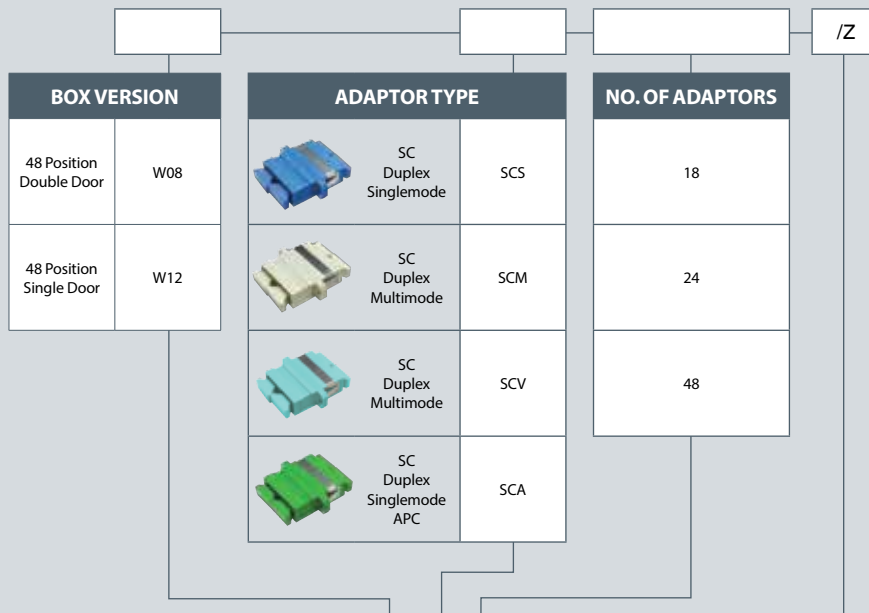 /Z
BOX VERSION
48 Position
Double Door
W08
48 Position
Single Door
W12
ADAPTOR TYPE
SC
Duplex
Singlemode
SCS
SC
Duplex
Multimode
SCM
SC
Duplex
Multimode
SCV
SC
Duplex
Singlemode
APC
SCA
NO. OF ADAPTORS
18
24
48